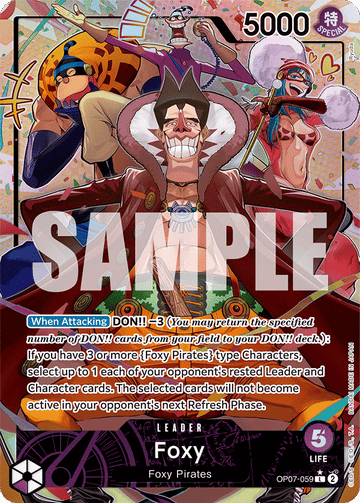 5000
特
SPECIAL
SAMPLE
When Attacking DON!! −3 (You may return the specified
number of DON!! cards from your field to your DON!! deck.):
If you have 3 or more {Foxy Pirates} type Characters,
select up to 1 each of your opponent's rested Leader and
Character cards. The selected cards will not become
active in your opponent's next Refresh Phase.
LEADER
Foxy
Foxy Pirates
5
LIFE
OP07-059 L 2